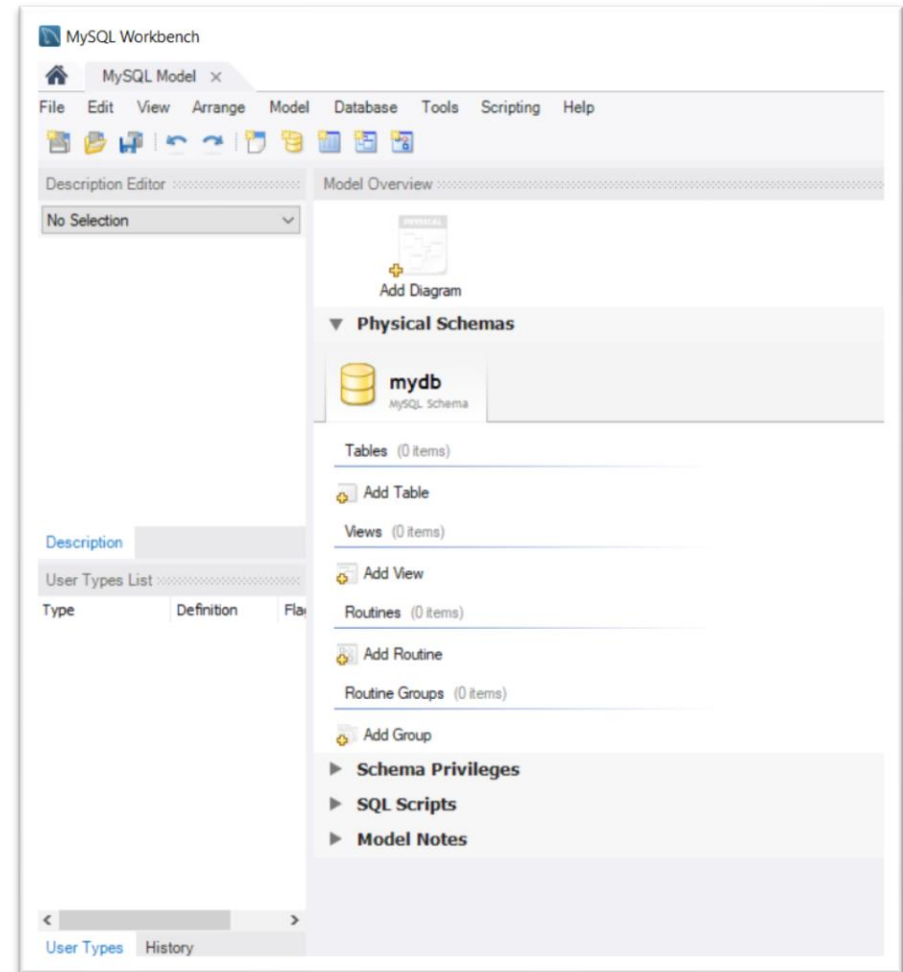 MySQL Workbench
MySQL Model ×
File Edit View Arrange Model Database Tools Scripting Help
Description Editor
No Selection
Description
User Types List
Type Definition Flag
User Types History
Model Overview
PHYSICAL
Add Diagram
Physical Schemas
mydb
MySQL Schema
Tables (0 items)
Add Table
Views (0 items)
Add View
Routines (0 items)
Add Routine
Routine Groups (0 items)
Add Group
Schema Privileges
SQL Scripts
Model Notes